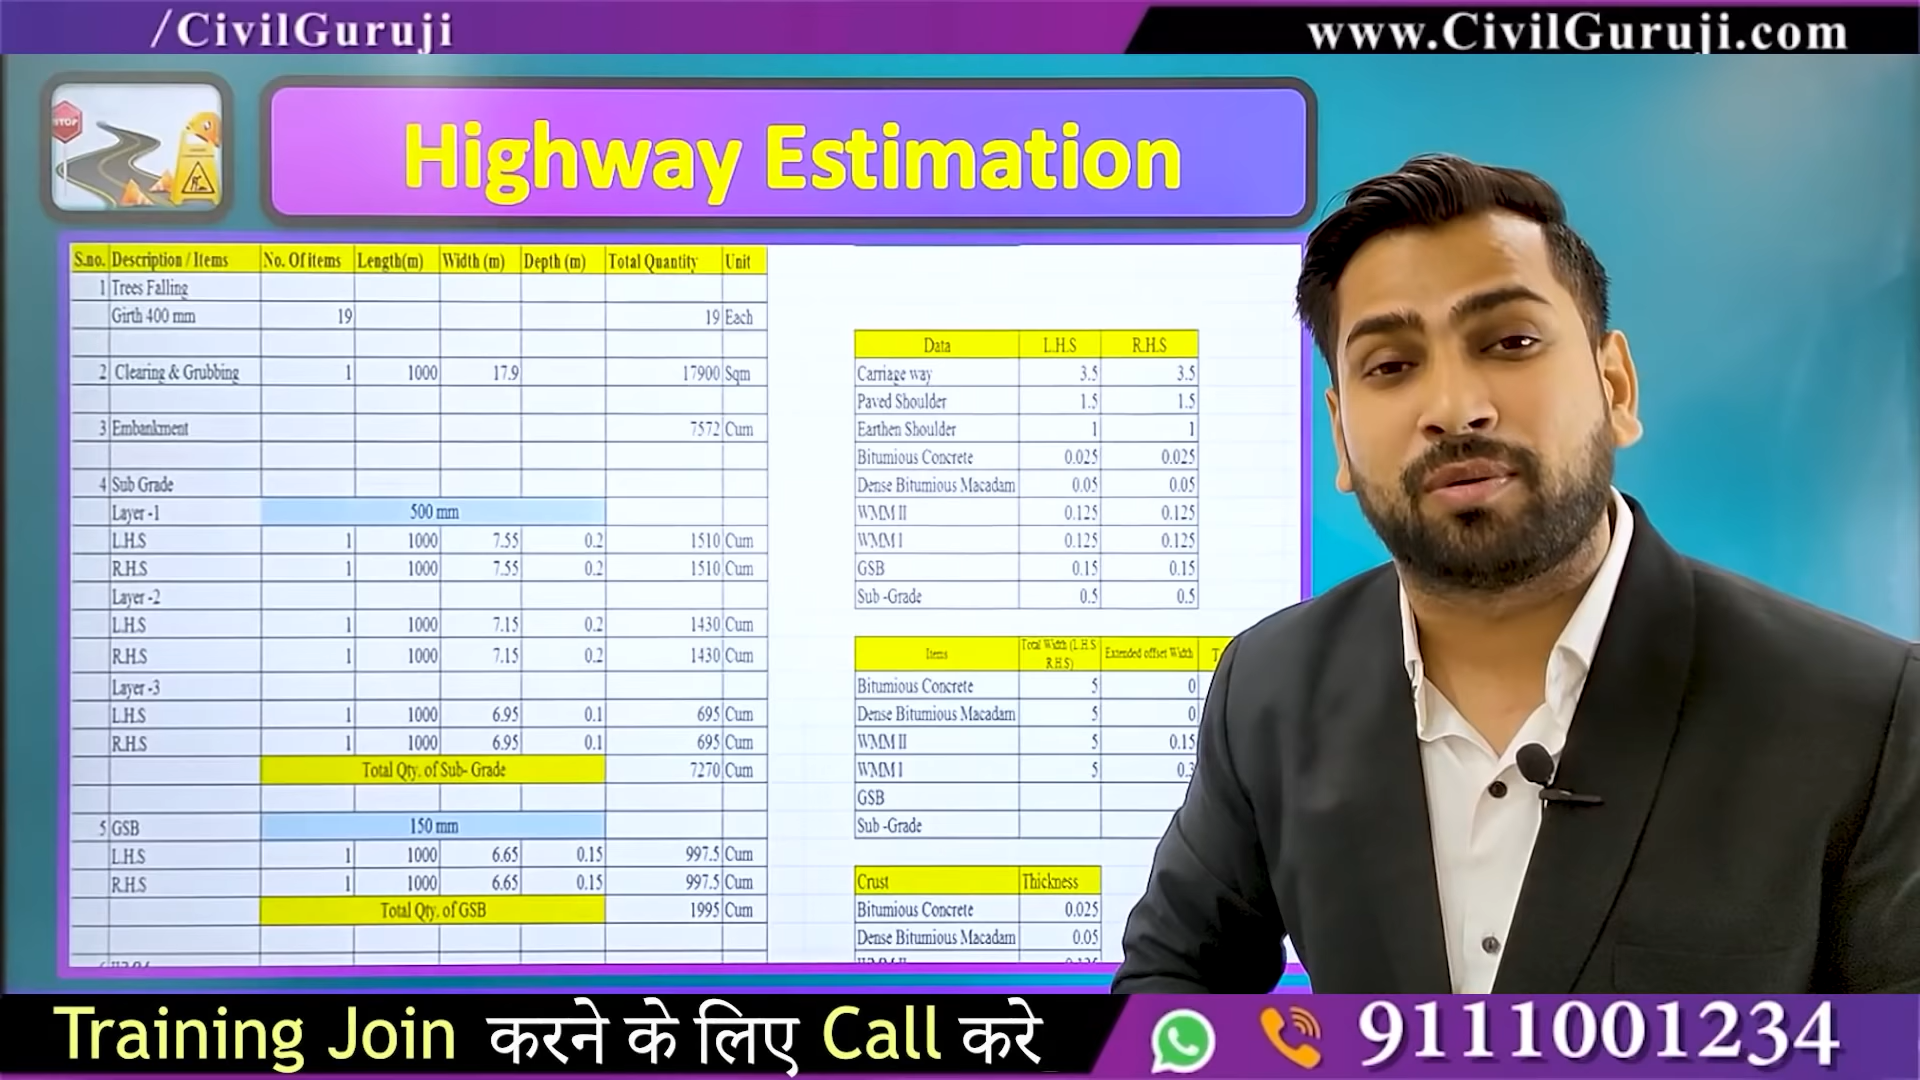 /CivilGuruji
www.CivilGuruji.com
STOP
Highway Estimation
S.no. Description / Items No. Of items Length(m) Width (m) Depth (m) Total Quantity Unit
1 Trees Falling
Girth 400 mm 19 19 Each
2 Clearing & Grubbing 1 1000 17.9 17900 Sqm
3 Embankment 7572 Cum
4 Sub Grade
Layer -1 500 mm
L.H.S 1 1000 7.55 0.2 1510 Cum
R.H.S 1 1000 7.55 0.2 1510 Cum
Layer -2
L.H.S 1 1000 7.15 0.2 1430 Cum
R.H.S 1 1000 7.15 0.2 1430 Cum
Layer -3
L.H.S 1 1000 6.95 0.1 695 Cum
R.H.S 1 1000 6.95 0.1 695 Cum
Total Qty. of Sub- Grade 7270 Cum
5 GSB 150 mm
L.H.S 1 1000 6.65 0.15 997.5 Cum
R.H.S 1 1000 6.65 0.15 997.5 Cum
Total Qty. of GSB 1995 Cum
Data L.H.S R.H.S
Carriage way 3.5 3.5
Paved Shoulder 1.5 1.5
Earthen Shoulder 1 1
Bitumious Concrete 0.025 0.025
Dense Bitumious Macadam 0.05 0.05
WMM II 0.125 0.125
WMM I 0.125 0.125
GSB 0.15 0.15
Sub -Grade 0.5 0.5
Items Total Width (L.H.S R.H.S) Extended offset Width
Bitumious Concrete 5 0
Dense Bitumious Macadam 5 0
WMM II 5 0.15
WMM I 5 0.3
GSB
Sub -Grade
Crust Thickness
Bitumious Concrete 0.025
Dense Bitumious Macadam 0.05
Training Join करने के लिए Call करे
9111001234